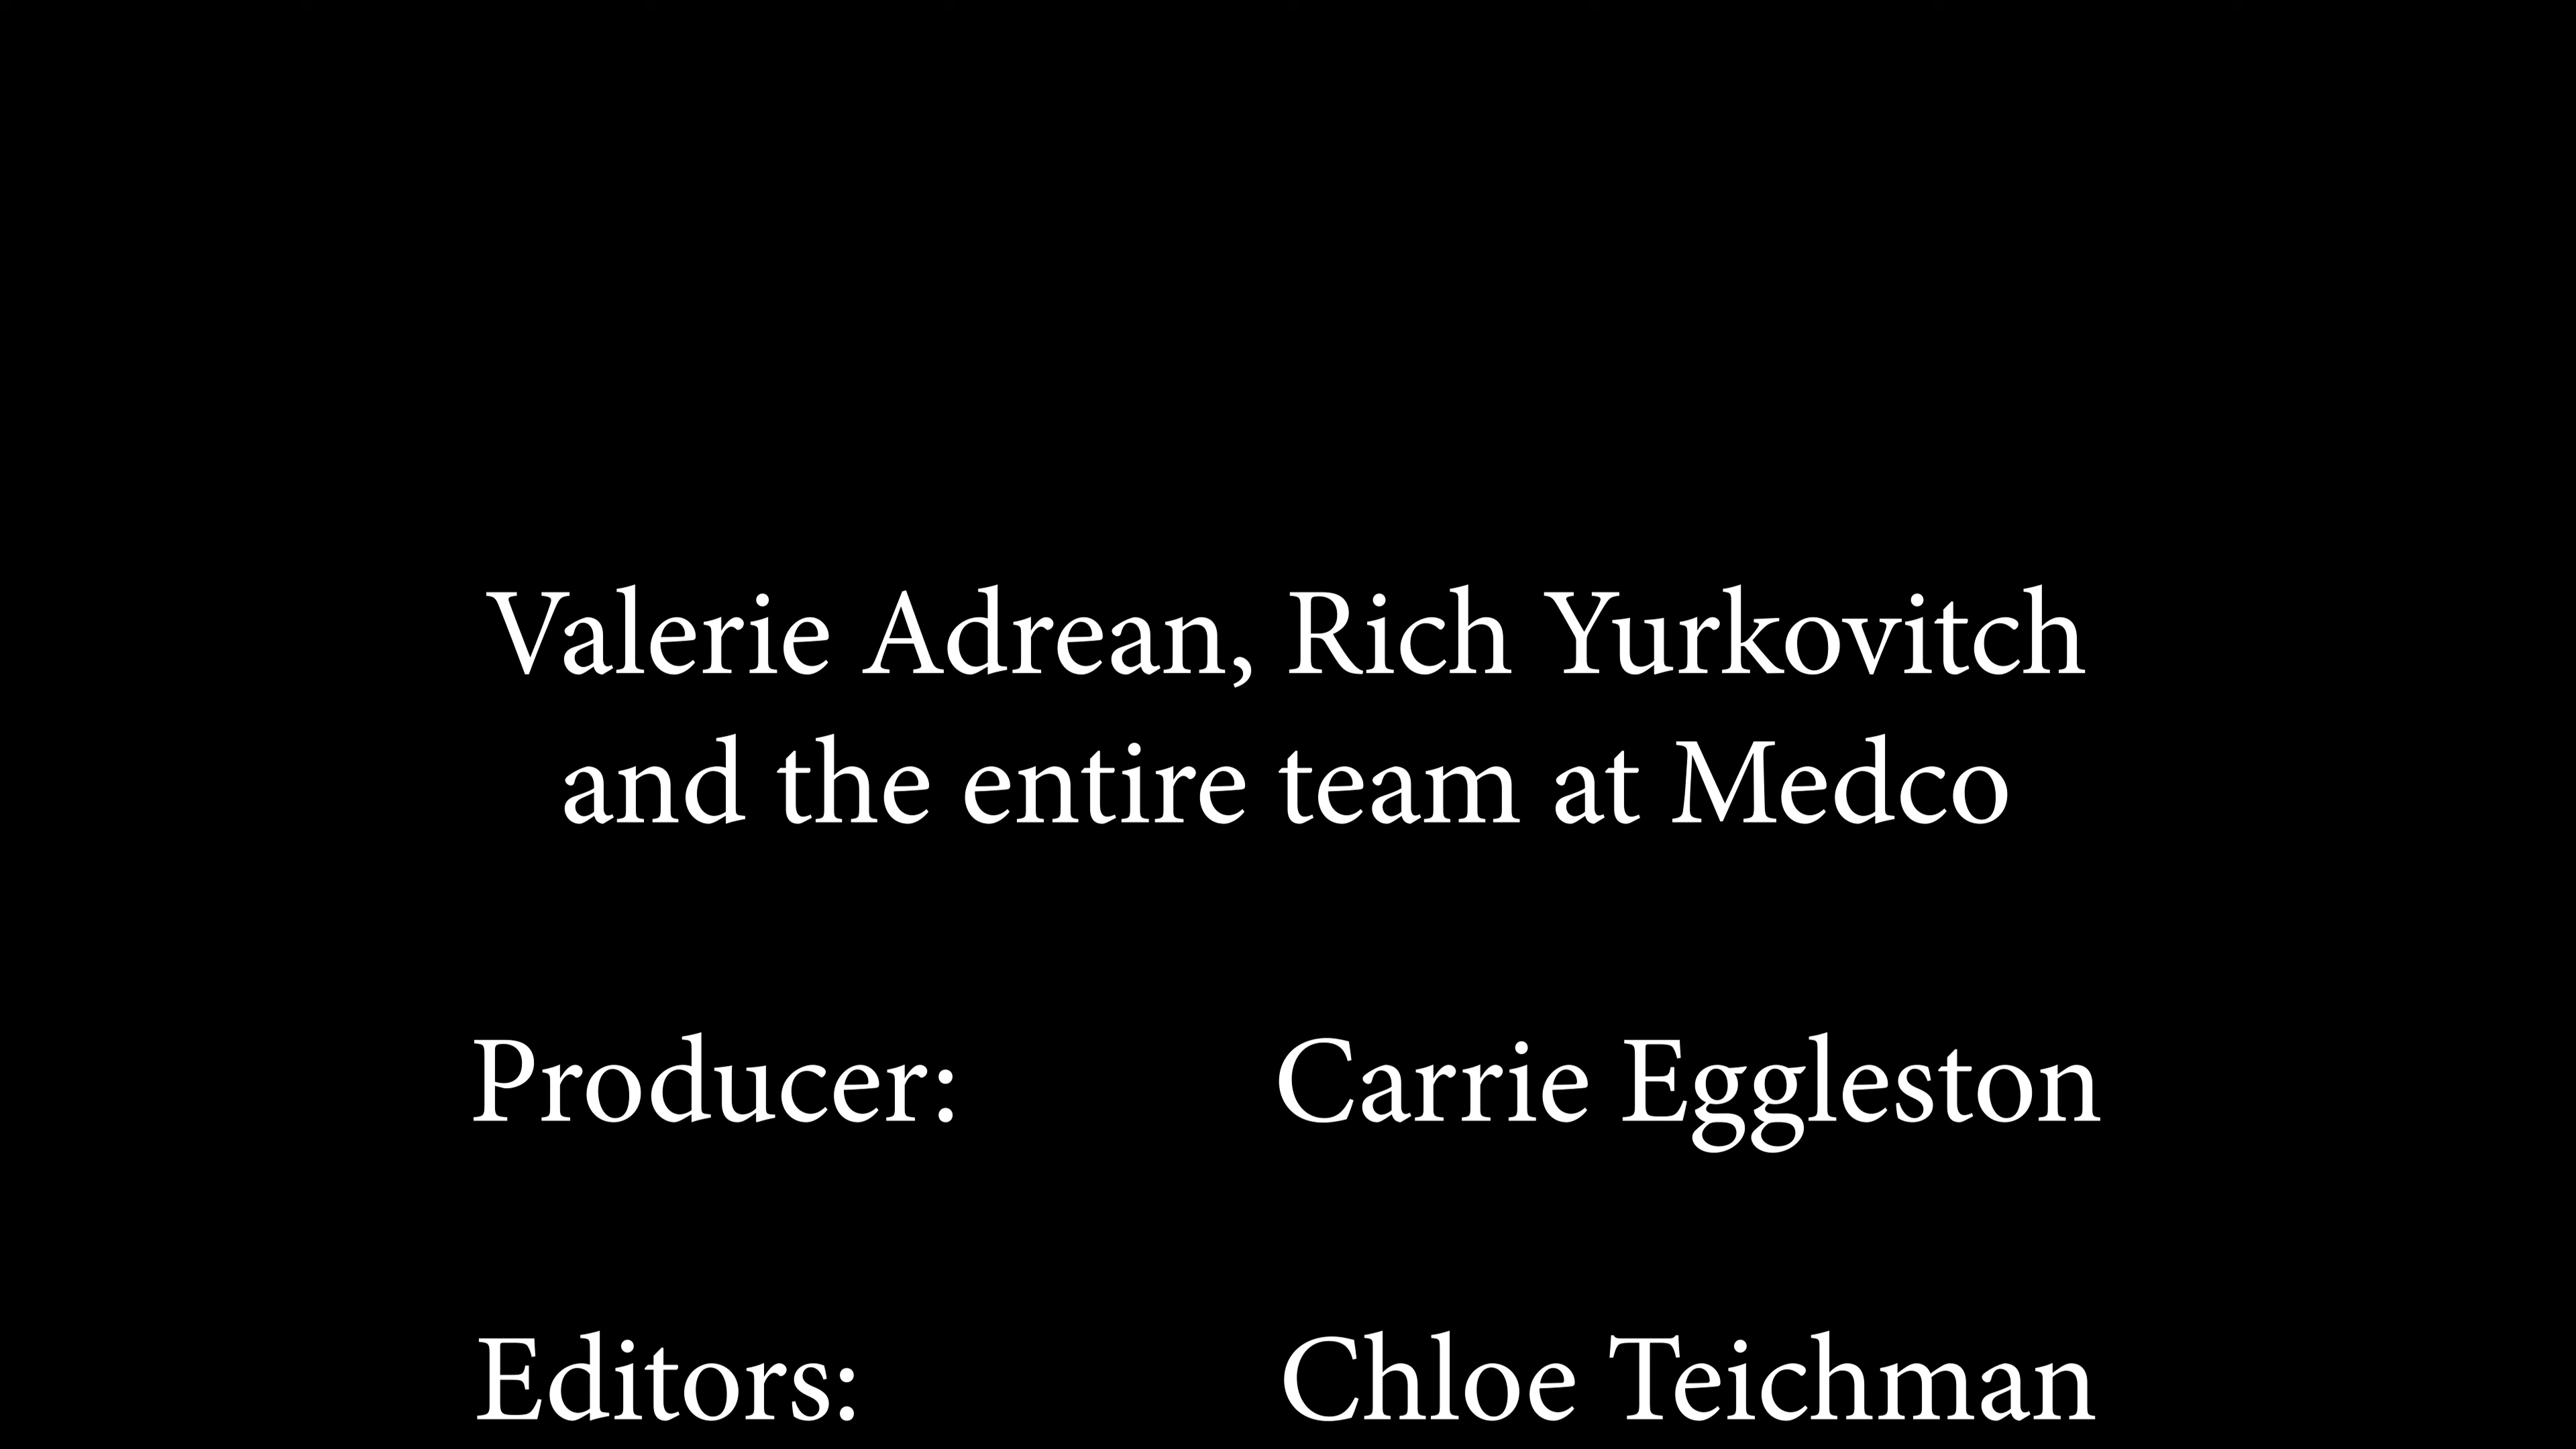 Valerie Adrean, Rich Yurkovitch
and the entire team at Medco
Producer: Carrie Eggleston
Editors: Chloe Teichman